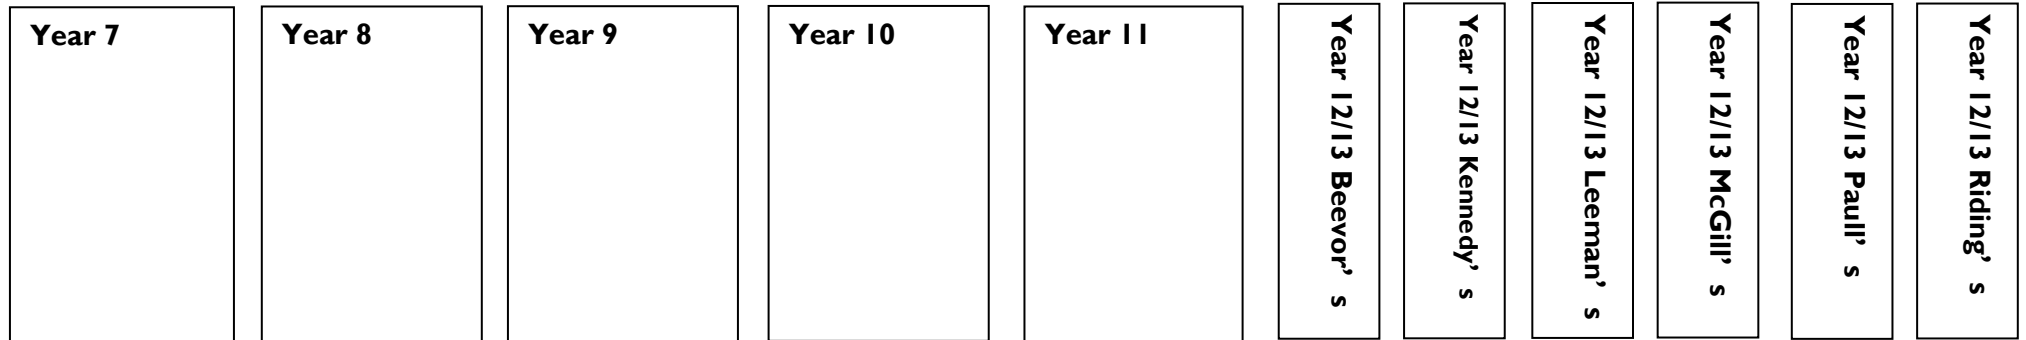 Year 7
Year 8
Year 9
Year 10
Year 11
Year 12/13 Beevor’ s
Year 12/13 Kennedy’ s
Year 12/13 Leeman’ s
Year 12/13 McGill’ s
Year 12/13 Paull’ s
Year 12/13 Riding’ s